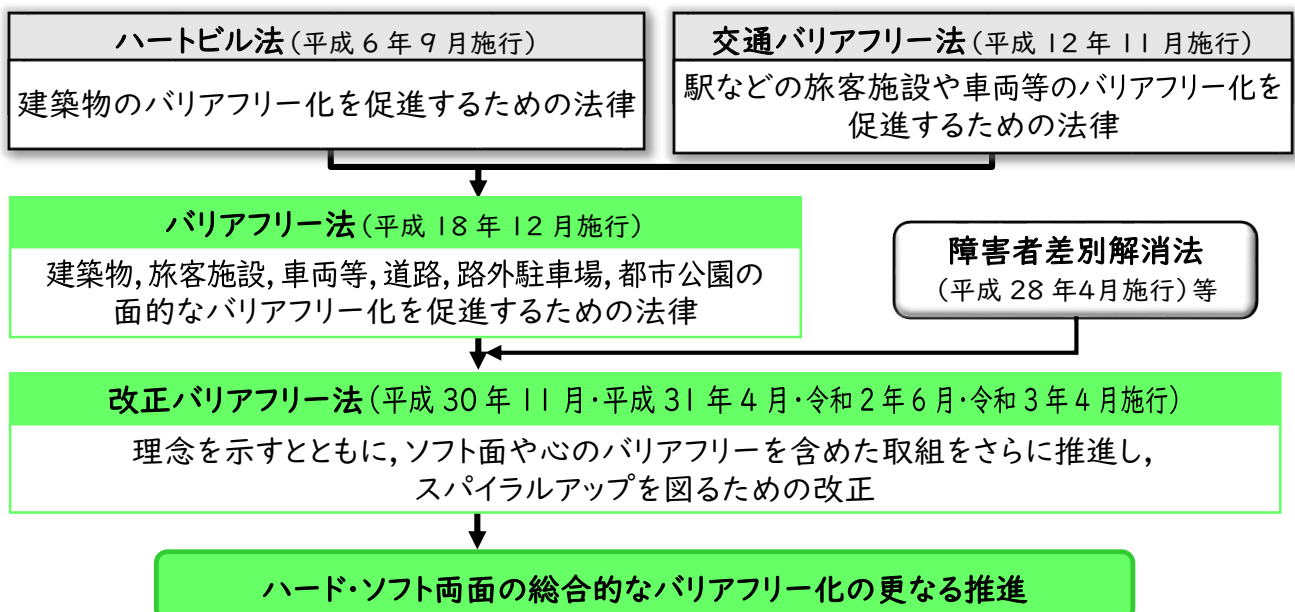 ハートビル法(平成6年9月施行)
建築物のバリアフリー化を促進するための法律
交通バリアフリー法(平成12年11月施行)
駅などの旅客施設や車両等のバリアフリー化を
促進するための法律
バリアフリー法(平成18年12月施行)
建築物,旅客施設,車両等,道路,路外駐車場,都市公園の
面的なバリアフリー化を促進するための法律
障害者差別解消法
(平成28年4月施行)等
改正バリアフリー法(平成30年11月・平成31年4月・令和2年6月・令和3年4月施行)
理念を示すとともに,ソフト面や心のバリアフリーを含めた取組をさらに推進し,
スパイラルアップを図るための改正
ハード・ソフト両面の総合的なバリアフリー化の更なる推進